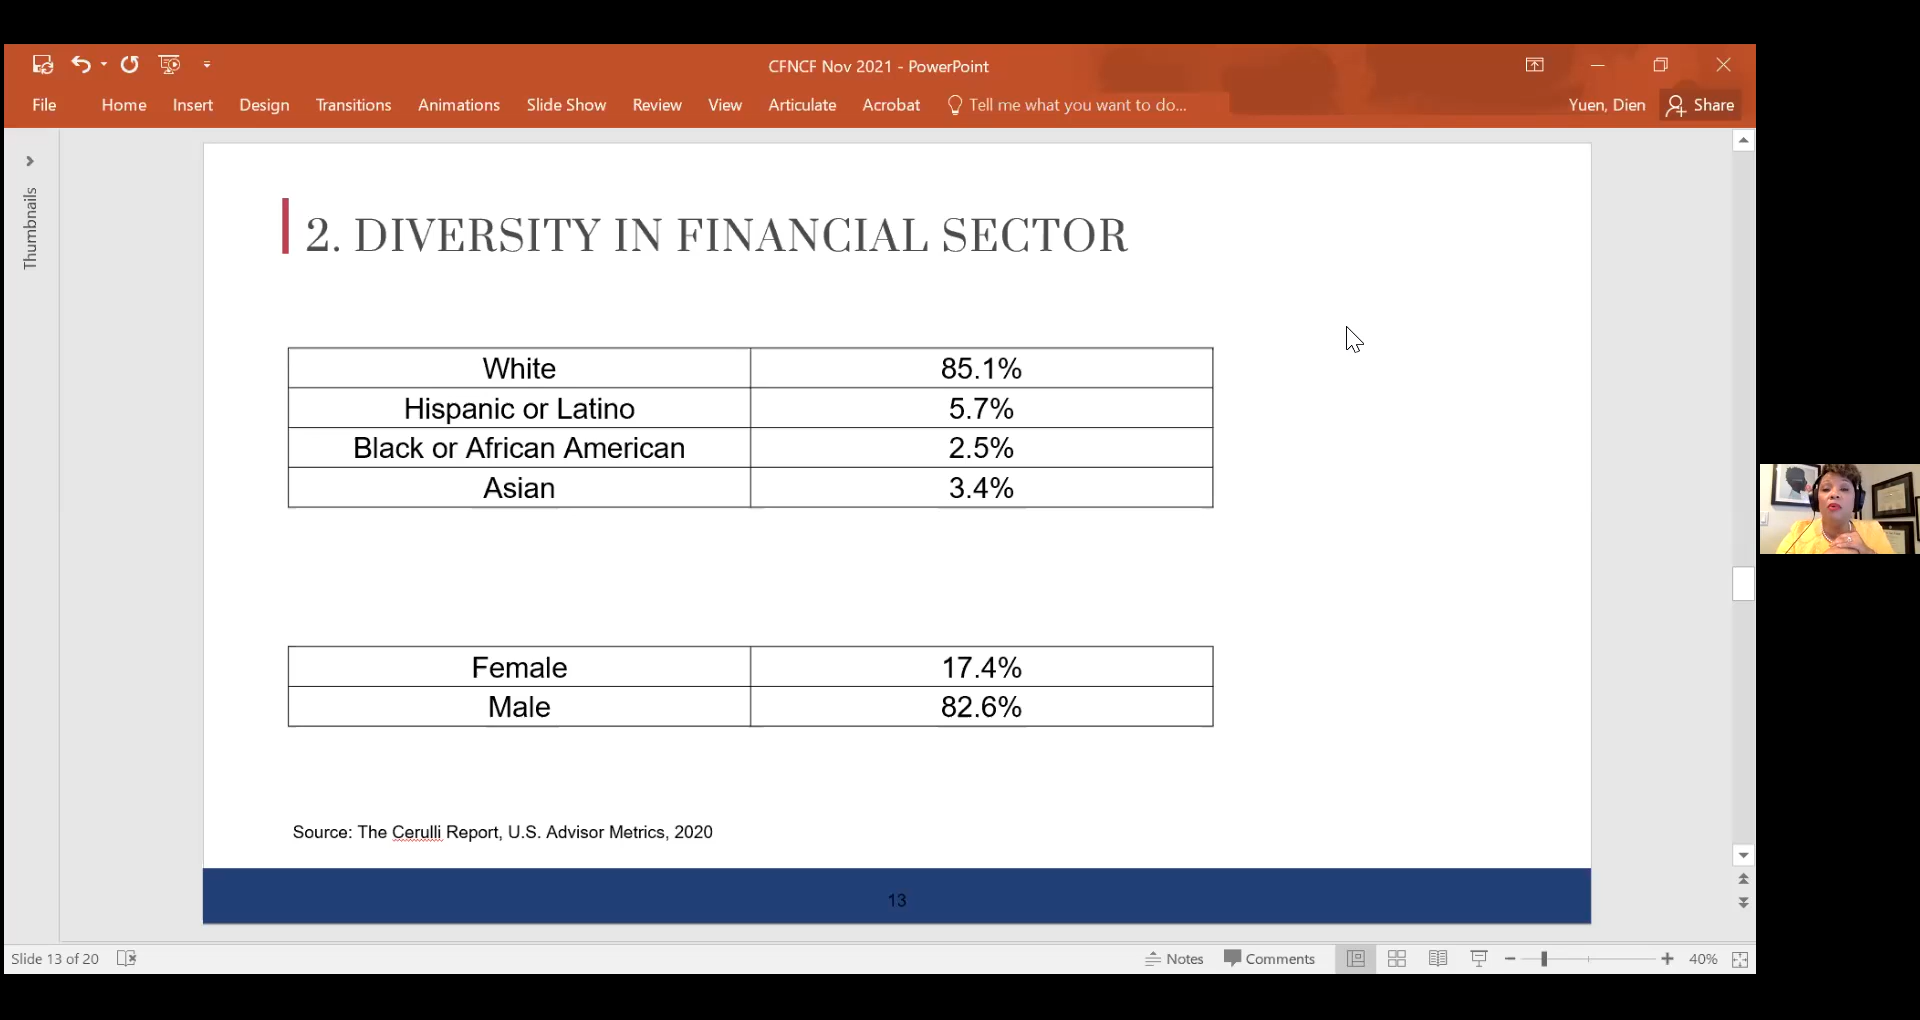 CFNCF Nov 2021 - PowerPoint
File Home Insert Design Transitions Animations Slide Show Review View Articulate Acrobat Tell me what you want to do... Yuen, Dien Share
Thumbnails
2. DIVERSITY IN FINANCIAL SECTOR
White 85.1%
Hispanic or Latino 5.7%
Black or African American 2.5%
Asian 3.4%
Female 17.4%
Male 82.6%
Source: The Cerulli Report, U.S. Advisor Metrics, 2020
13
Slide 13 of 20 Notes Comments 40%